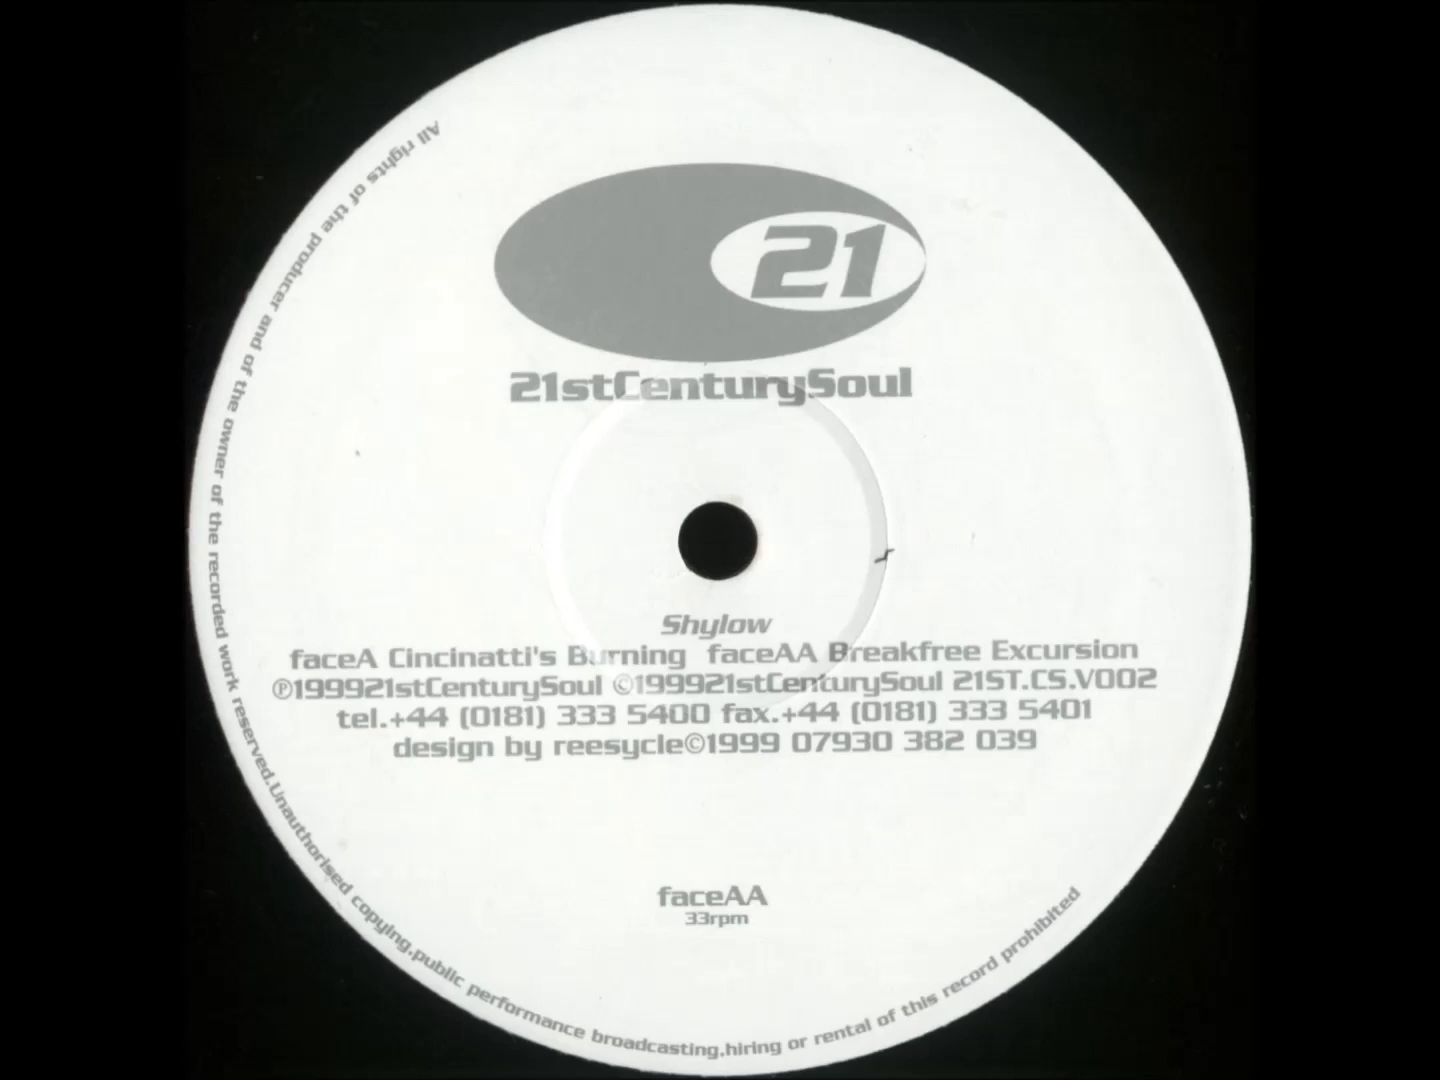 21
21stCenturySoul
Shylow
faceA Cincinatti's Burning faceAA Breakfree Excursion
℗199921stCenturySoul ©199921stCenturySoul 21ST.CS.V002
tel.+44 (0181) 333 5400 fax.+44 (0181) 333 5401
design by reesycle©1999 07930 382 039
faceAA
33rpm
All rights of the producer and of the owner of the recorded work reserved.Unauthorised copying.public performance broadcasting.hiring or rental of this record prohibited